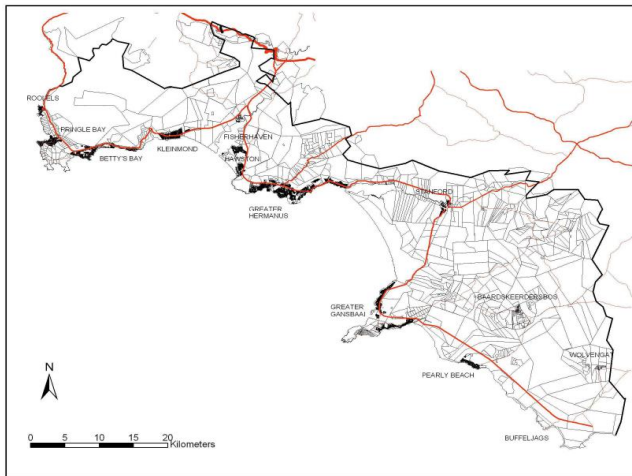 ROOIELS
PRINGLE BAY
BETTY'S BAY
KLEINMOND
FISHERHAVEN
HAWSTON
GREATER
HERMANUS
STANFORD
BAARDSKEERDERSBOS
GREATER
GANSBAAI
WOLVENGAT
PEARLY BEACH
BUFFELJAGS
N
0 5 10 15 20
Kilometers